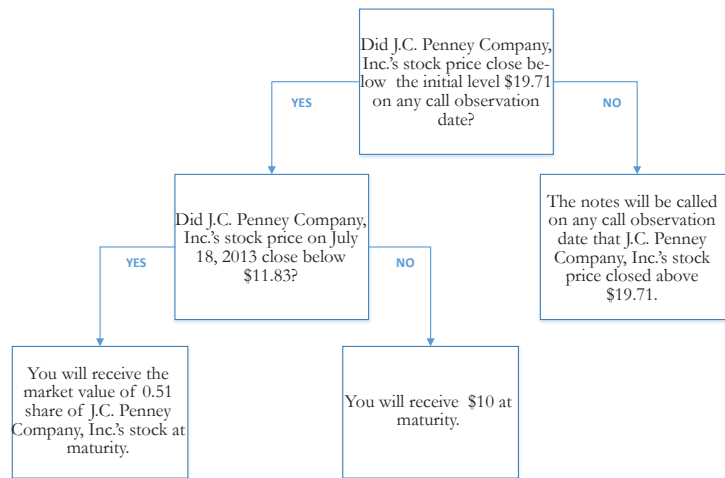 Did J.C. Penney Company,
Inc.'s stock price close be-
low the initial level $19.71
on any call observation
date?
YES
NO
Did J.C. Penney Company,
Inc.'s stock price on July
18, 2013 close below
$11.83?
The notes will be called
on any call observation
date that J.C. Penney
Company, Inc.'s stock
price closed above
$19.71.
YES
NO
You will receive the
market value of 0.51
share of J.C. Penney
Company, Inc.'s stock at
maturity.
You will receive $10 at
maturity.